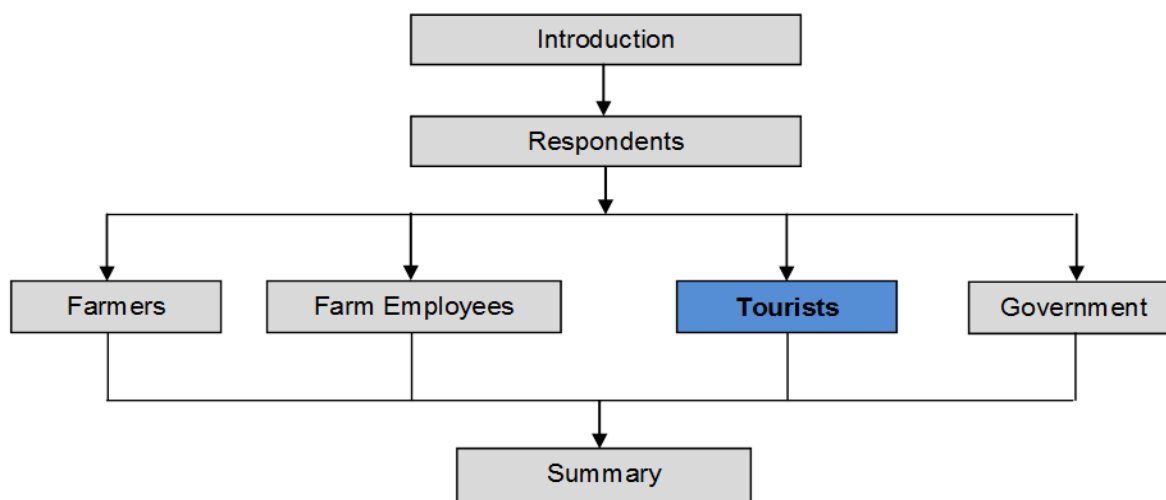 Introduction
Respondents
Farmers
Farm Employees
Tourists
Government
Summary